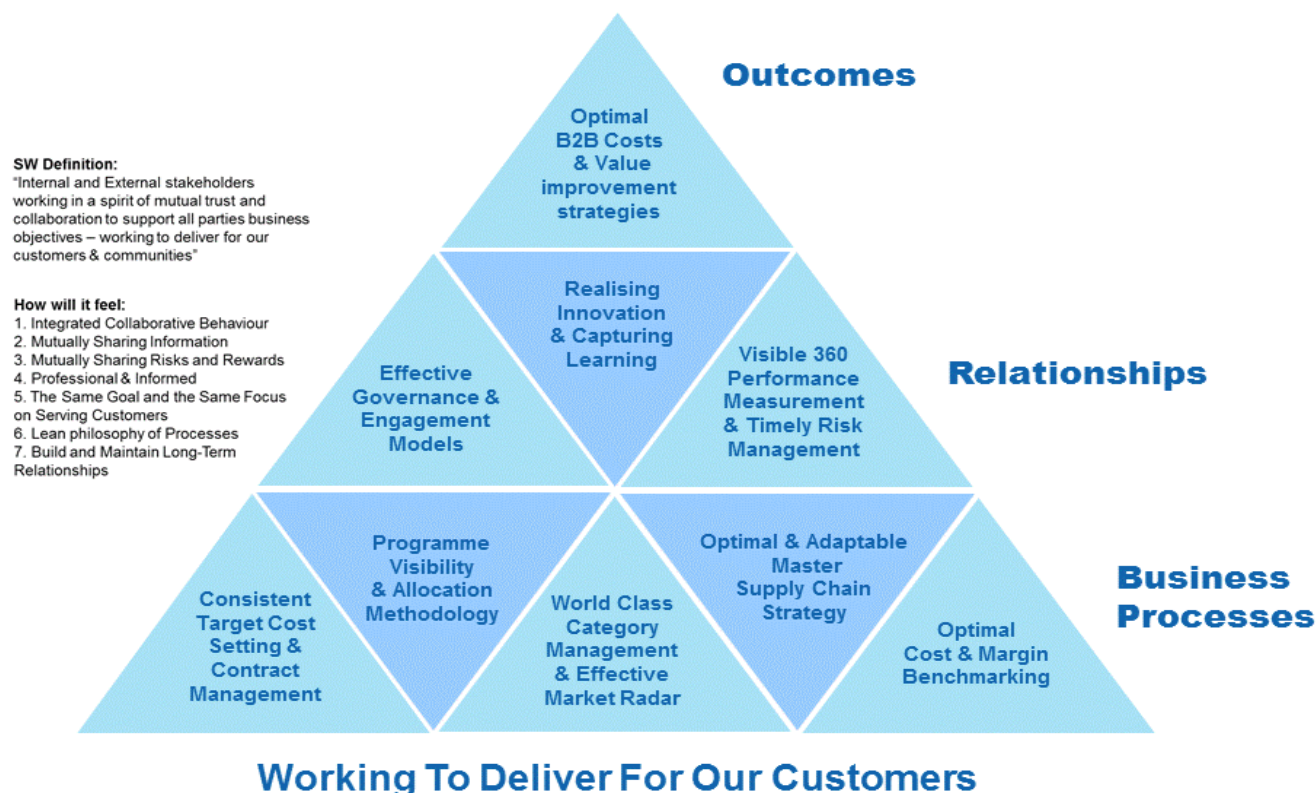 Outcomes
Optimal
B2B Costs
& Value
improvement
strategies
SW Definition:
"Internal and External stakeholders
working in a spirit of mutual trust and
collaboration to support all parties business
objectives – working to deliver for our
customers & communities"
How will it feel:
1. Integrated Collaborative Behaviour
2. Mutually Sharing Information
3. Mutually Sharing Risks and Rewards
4. Professional & Informed
5. The Same Goal and the Same Focus
on Serving Customers
6. Lean philosophy of Processes
7. Build and Maintain Long-Term
Relationships
Realising
Innovation
& Capturing
Learning
Effective
Governance &
Engagement
Models
Visible 360
Performance
Measurement
& Timely Risk
Management
Relationships
Consistent
Target Cost
Setting &
Contract
Management
Programme
Visibility
& Allocation
Methodology
World Class
Category
Management
& Effective
Market Radar
Optimal & Adaptable
Master
Supply Chain
Strategy
Optimal
Cost & Margin
Benchmarking
Business
Processes
Working To Deliver For Our Customers